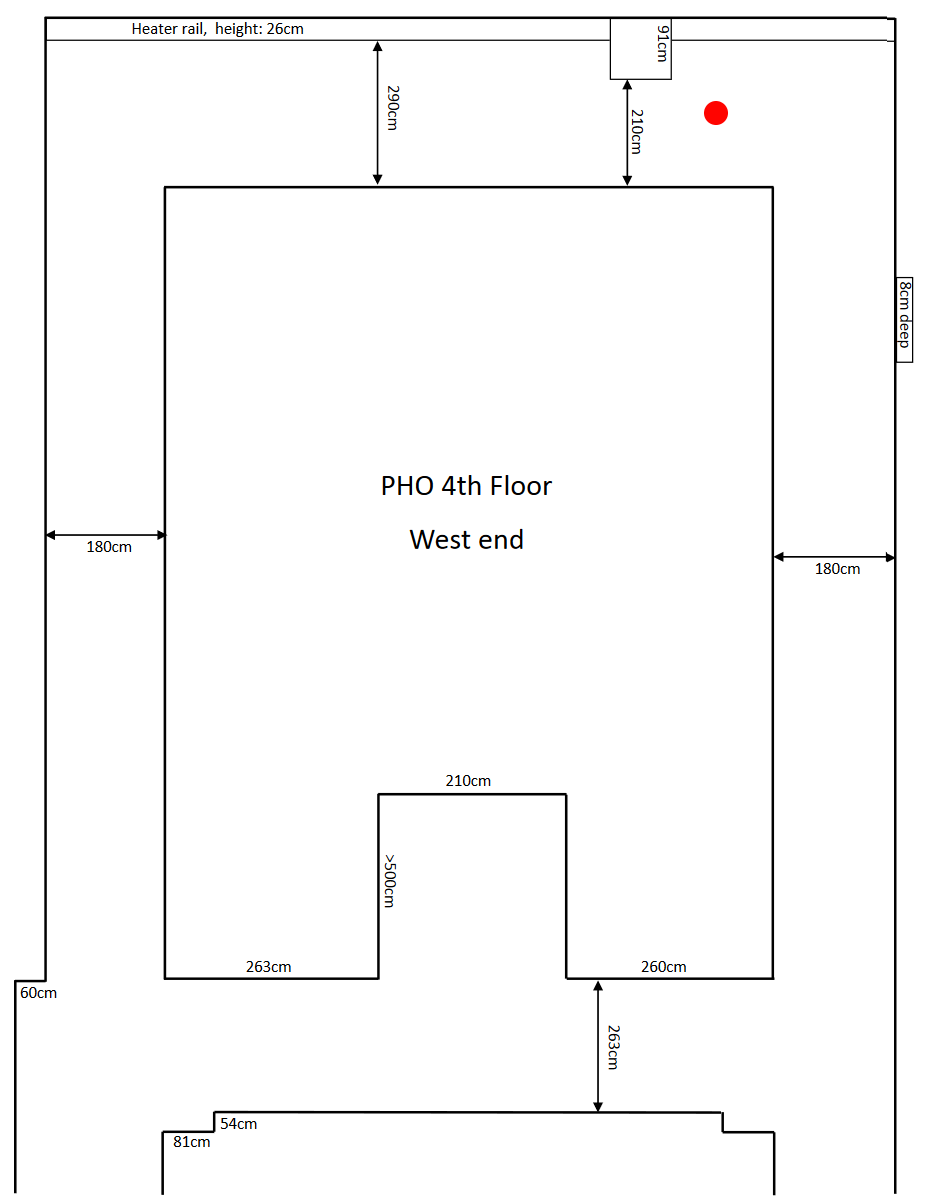 Heater rail,  height: 26cm
91cm
290cm
210cm
8cm deep
PHO 4th Floor
West end
180cm
180cm
210cm
>500cm
263cm
260cm
60cm
263cm
54cm
81cm